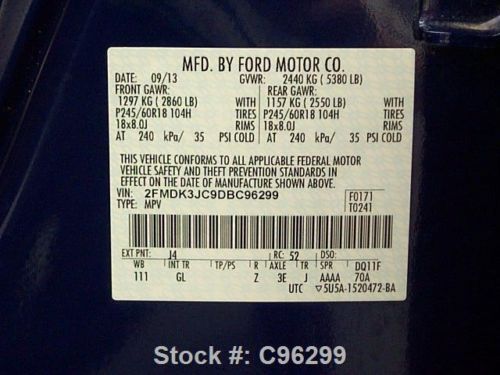 MFD. BY FORD MOTOR CO.
DATE: 09/13 GVWR: 2440 KG ( 5380 LB)
FRONT GAWR: REAR GAWR:
1297 KG ( 2860 LB) WITH 1157 KG ( 2550 LB) WITH
P245/60R18 104H TIRES P245/60R18 104H TIRES
18x8.0J RIMS 18x8.0J RIMS
AT 240 kPa/ 35 PSI COLD AT 240 kPa/ 35 PSI COLD
THIS VEHICLE CONFORMS TO ALL APPLICABLE FEDERAL MOTOR
VEHICLE SAFETY AND THEFT PREVENTION STANDARDS IN
EFFECT ON THE DATE OF MANUFACTURE SHOWN ABOVE.
VIN: 2FMDK3JC9DBC96299 F0171
TYPE: MPV T0241
EXT PNT: J4 RC: 52 DSO:
WB INT TR TP/PS R AXLE TR SPR DQ11F
111 GL Z 3E J AAAA 70A
UTC ▽5U5A-1520472-BA
Stock #: C96299